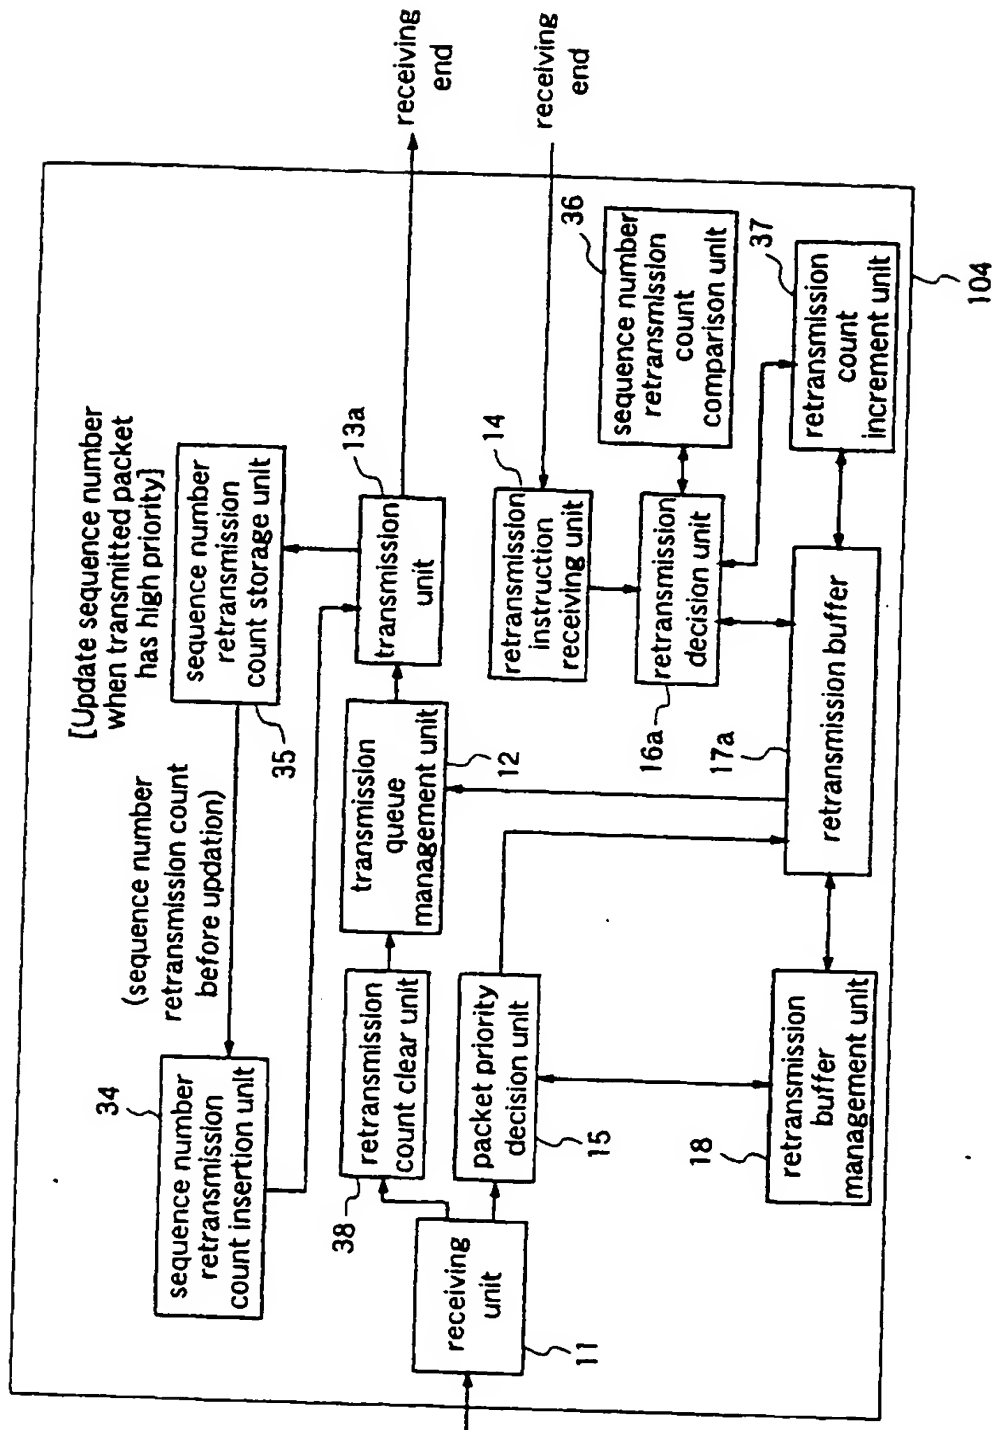 [Update sequence number
when transmitted packet
has high priority]
34
sequence number
retransmission
count insertion unit
(sequence number
retransmission count
before updation)
35
sequence number
retransmission
count storage unit
38
retransmission
count clear unit
transmission
queue
management unit
12
13a
transmission
unit
receiving
end
receiving
unit
11
packet priority
decision unit
15
14
retransmission
instruction
receiving unit
receiving
end
16a
retransmission
decision unit
36
sequence number
retransmission
count
comparison unit
18
retransmission
buffer
management unit
17a
retransmission buffer
37
retransmission
count
increment unit
104